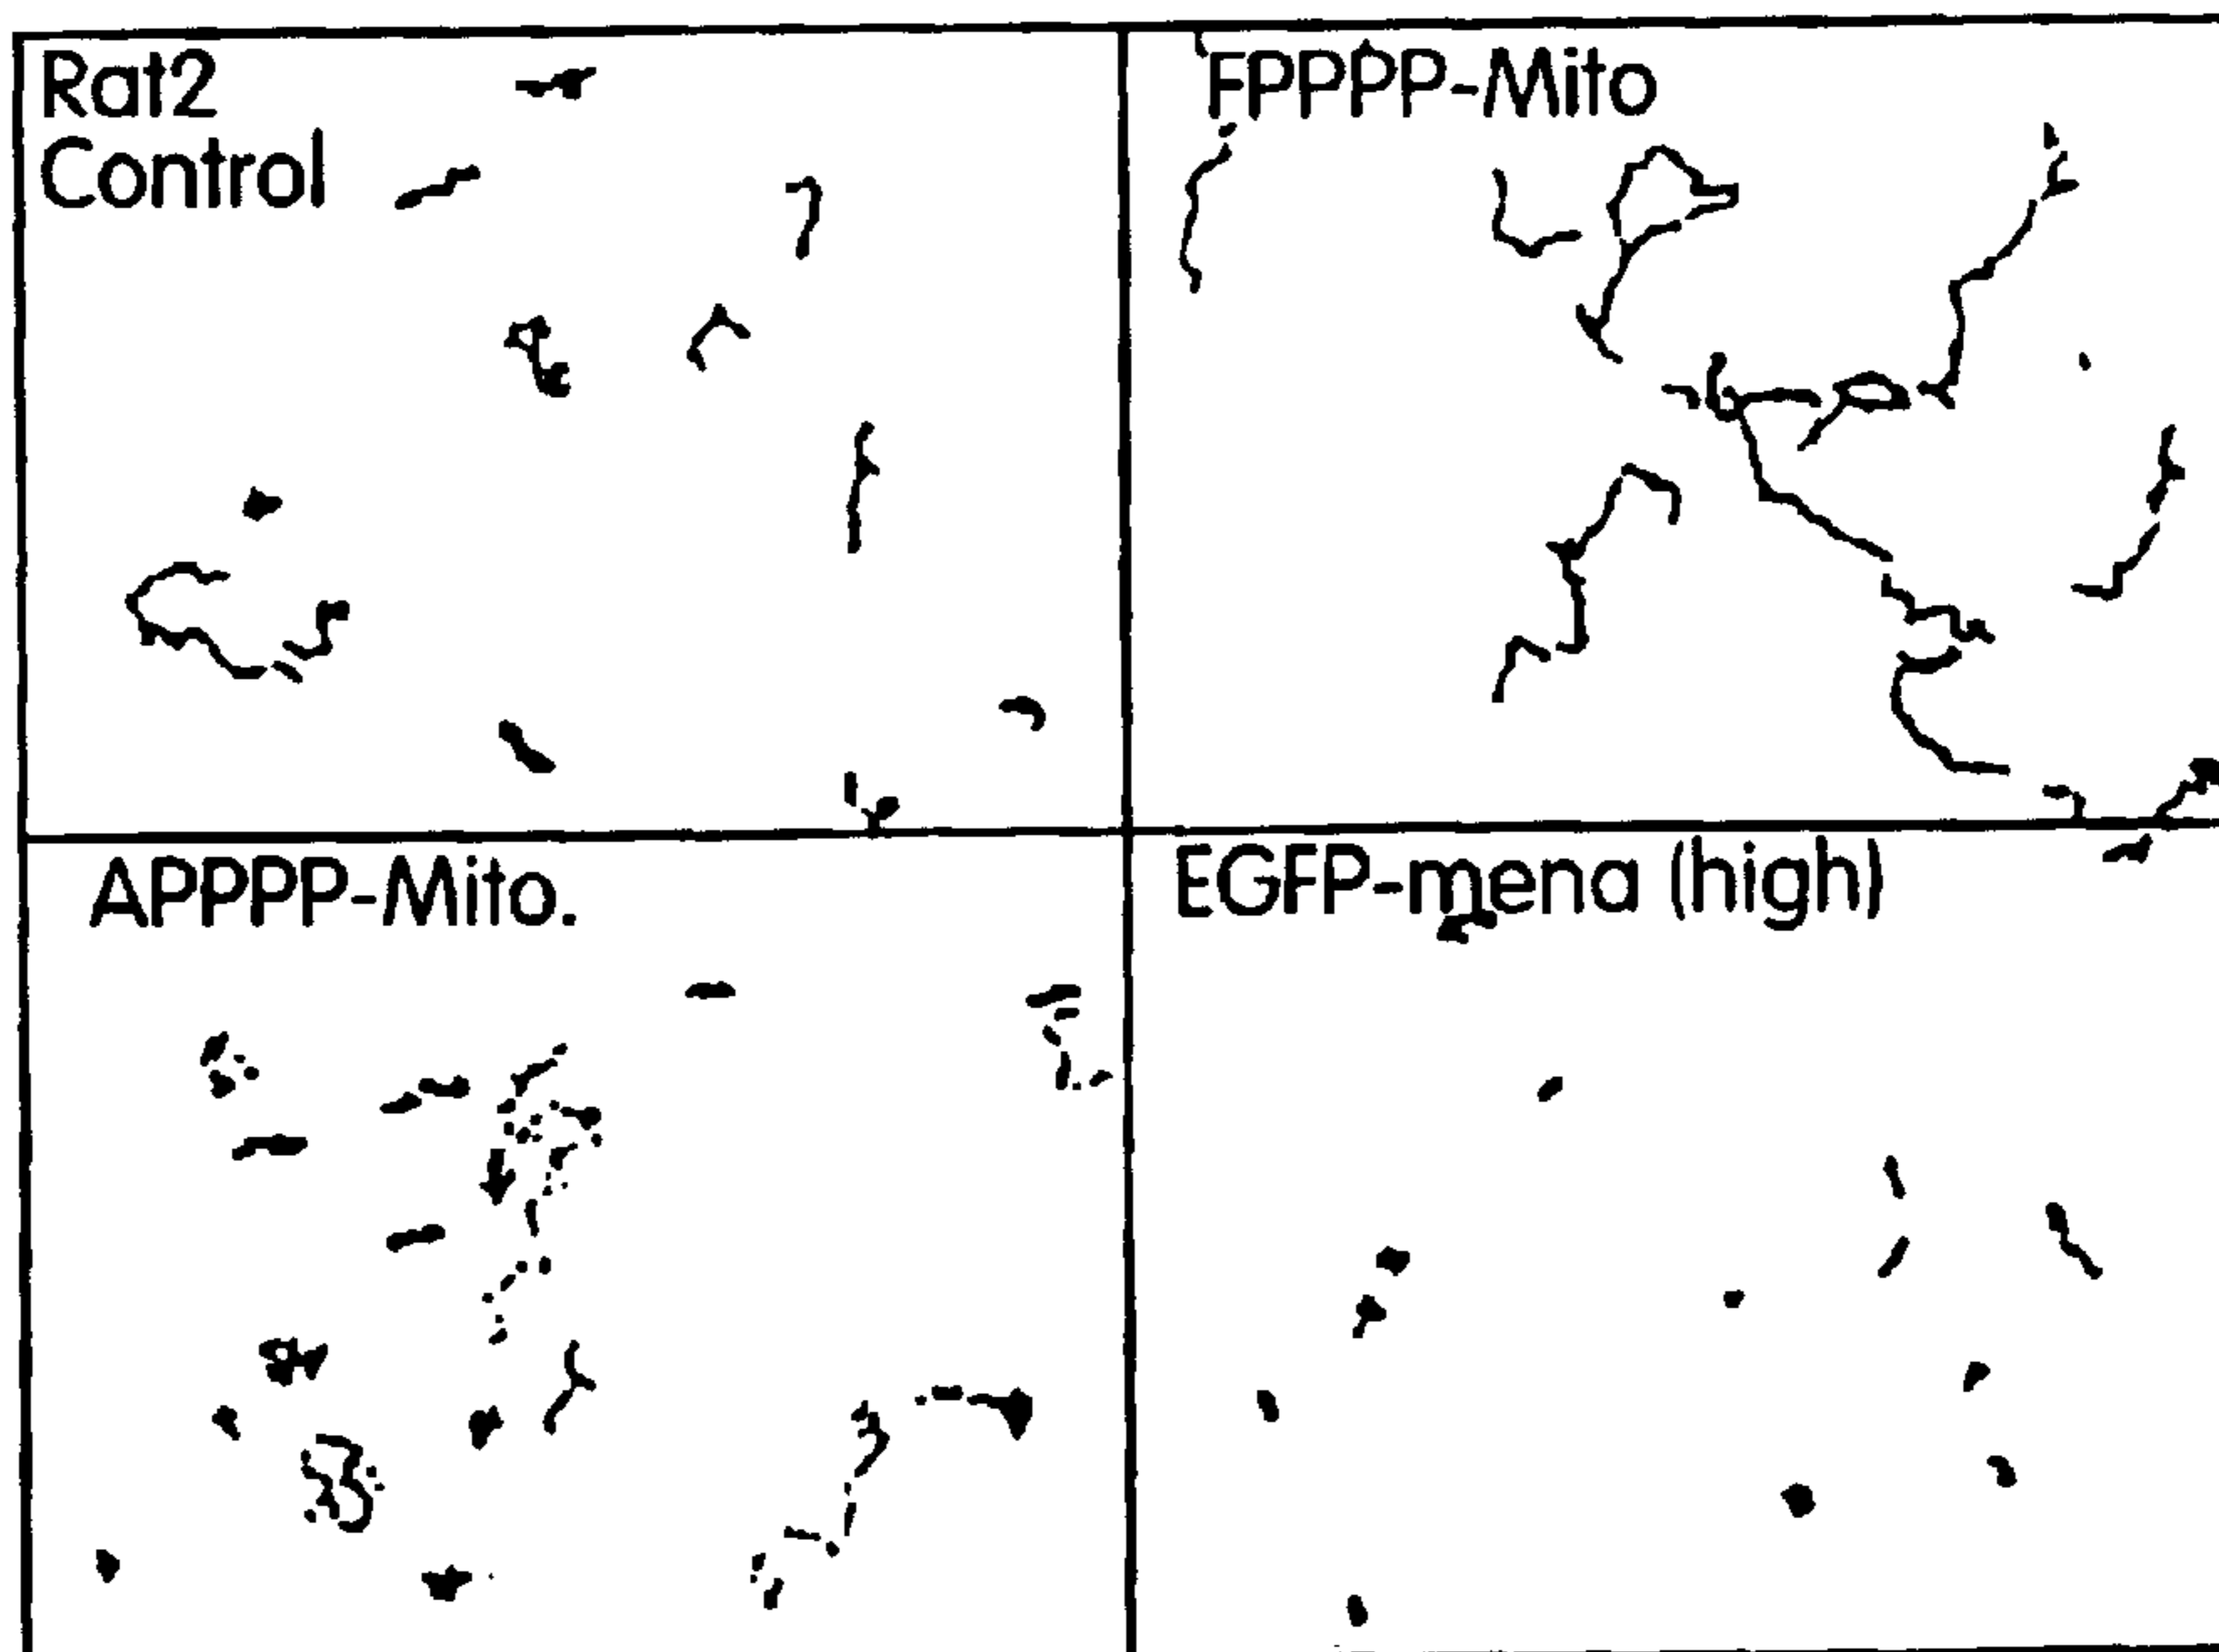 Rat2
Control
FPPPP-Mito
APPPP-Mito.
EGFP-mena (high)